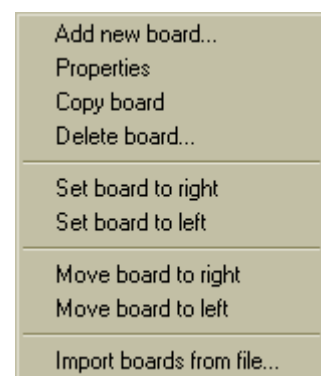 Add new board...
Properties
Copy board
Delete board...
Set board to right
Set board to left
Move board to right
Move board to left
Import boards from file...